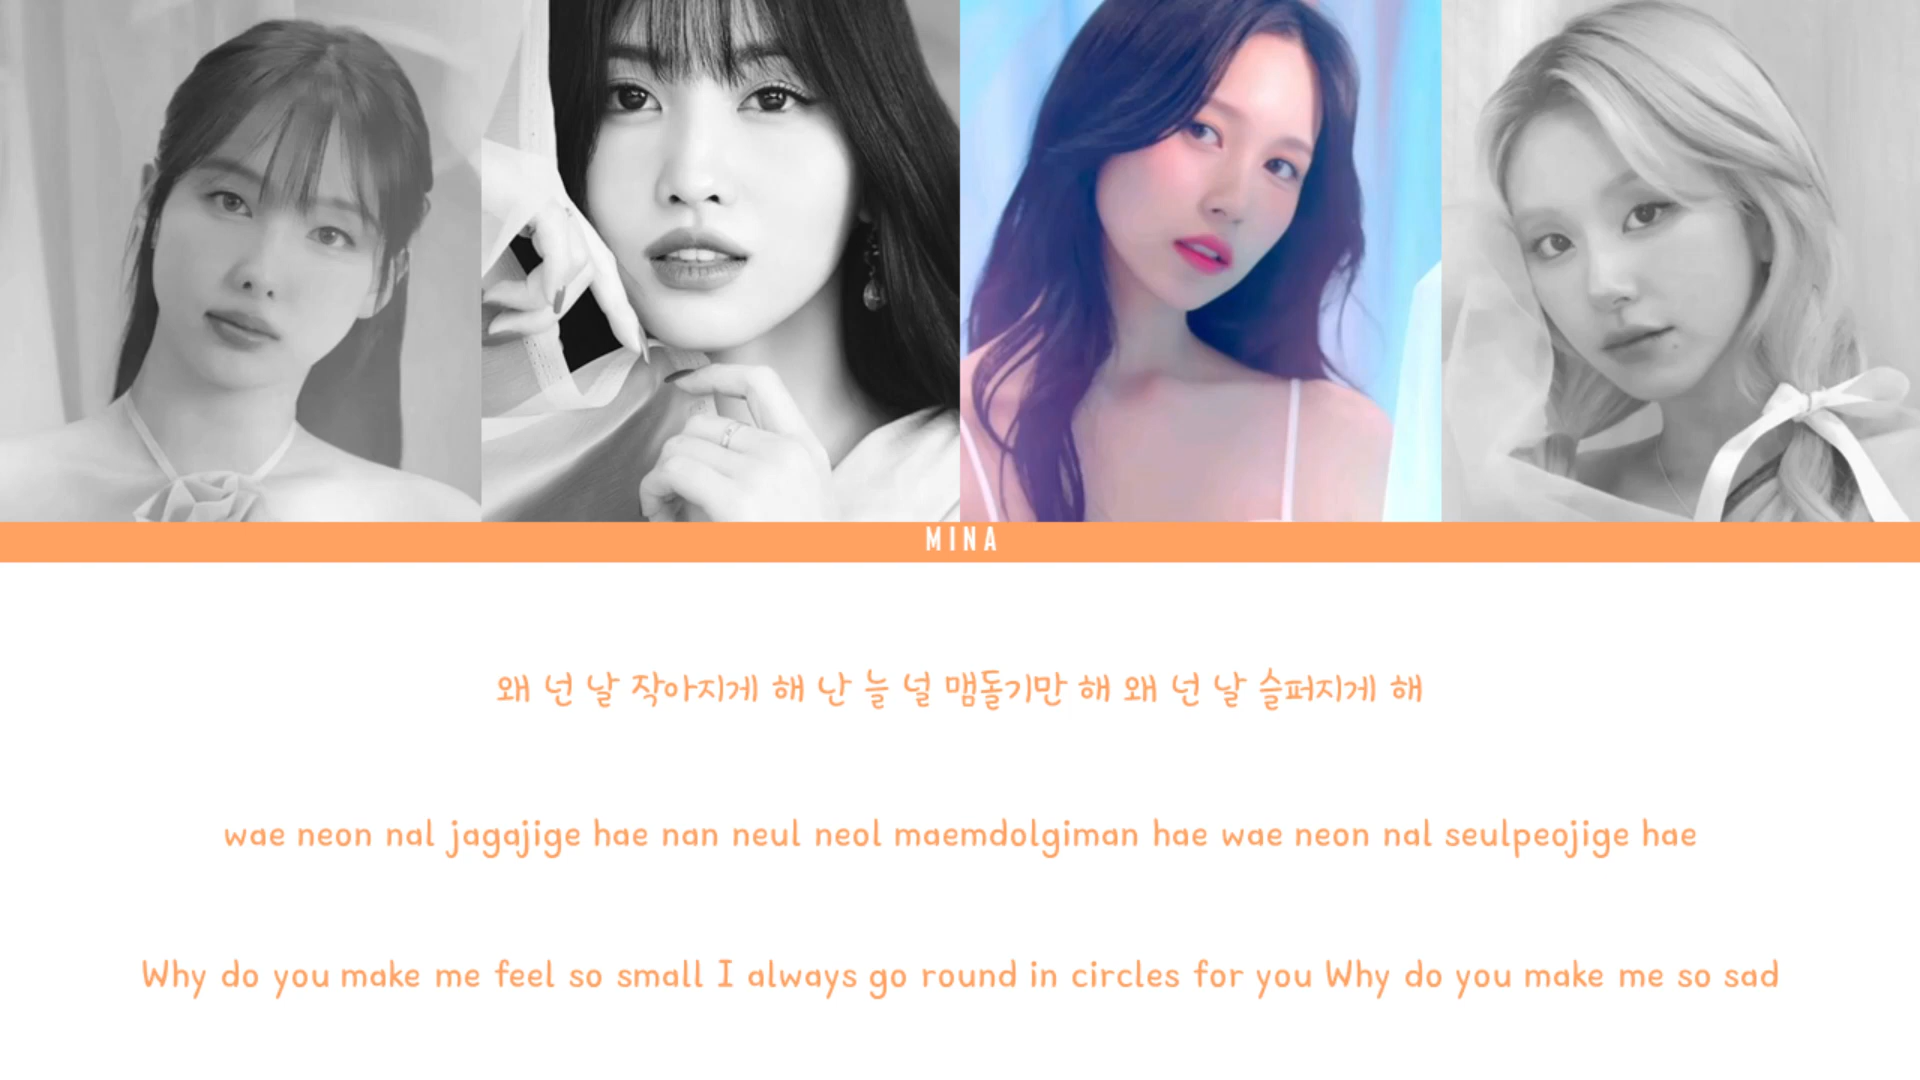 MINA
왜 넌 날 작아지게 해 난 늘 널 맴돌기만 해 왜 넌 날 슬퍼지게 해
wae neon nal jagajige hae nan neul neol maemdolgiman hae wae neon nal seulpeojige hae
Why do you make me feel so small I always go round in circles for you Why do you make me so sad